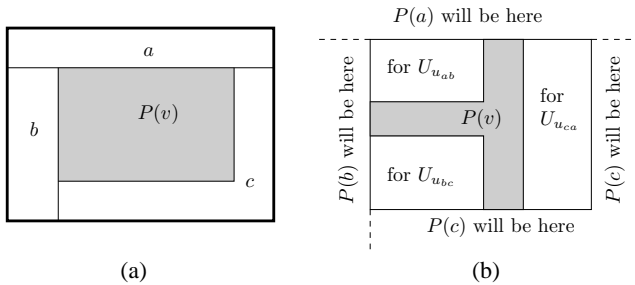 a
P(v)
b
c
(a)
P(a) will be here
P(b) will be here
for U_{u_{ab}}
P(v)
for
U_{u_{ca}}
for U_{u_{bc}}
P(c) will be here
P(c) will be here
(b)